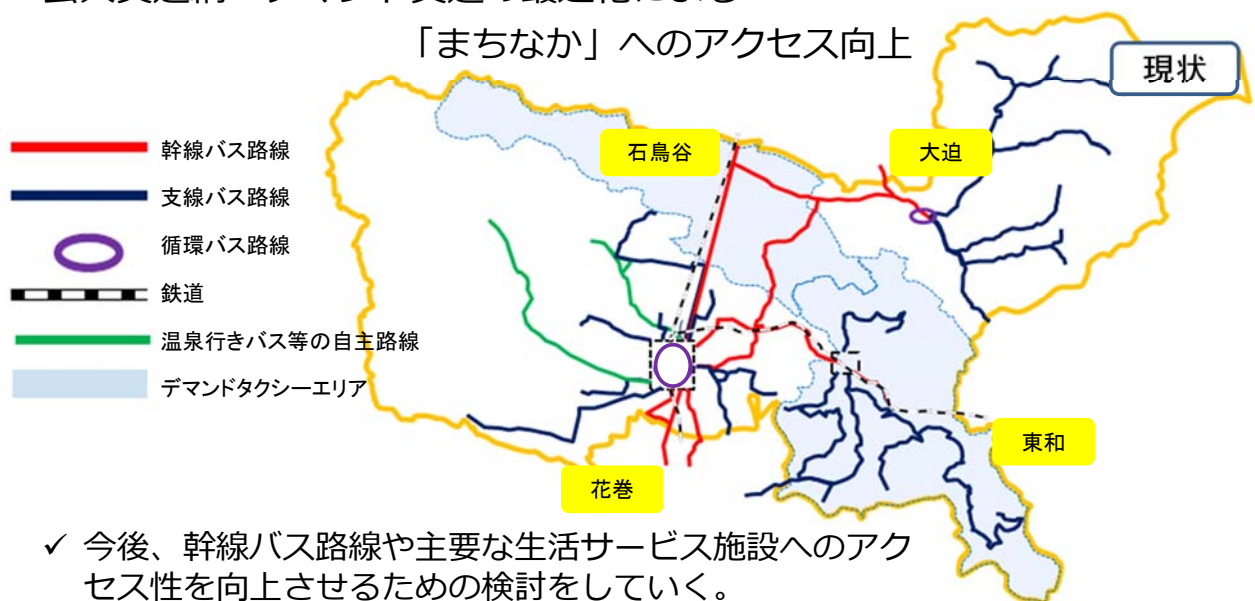 「まちなか」へのアクセス向上
現状
石鳥谷
大迫
幹線バス路線
支線バス路線
循環バス路線
鉄道
温泉行きバス等の自主路線
デマンドタクシーエリア
東和
花巻
✓ 今後、幹線バス路線や主要な生活サービス施設へのアク
セス性を向上させるための検討をしていく。